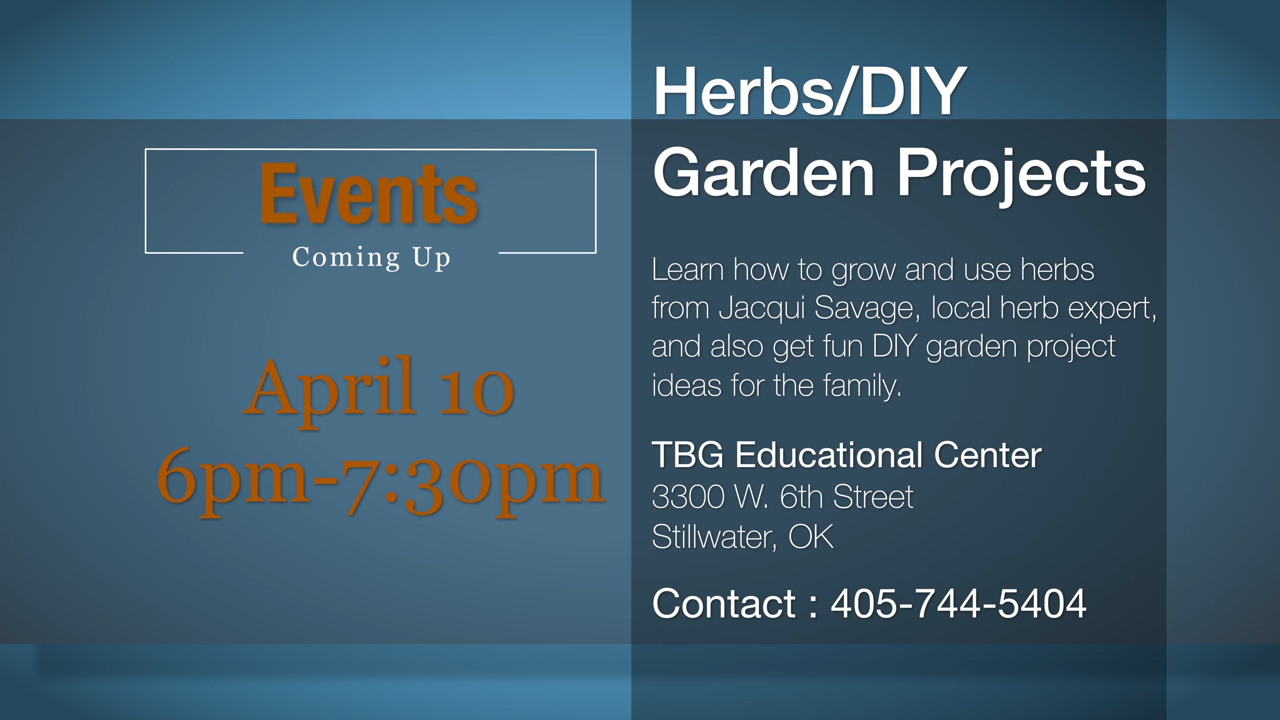 Events
Coming Up
April 10
6pm-7:30pm
Herbs/DIY
Garden Projects
Learn how to grow and use herbs
from Jacqui Savage, local herb expert,
and also get fun DIY garden project
ideas for the family.
TBG Educational Center
3300 W. 6th Street
Stillwater, OK
Contact : 405-744-5404